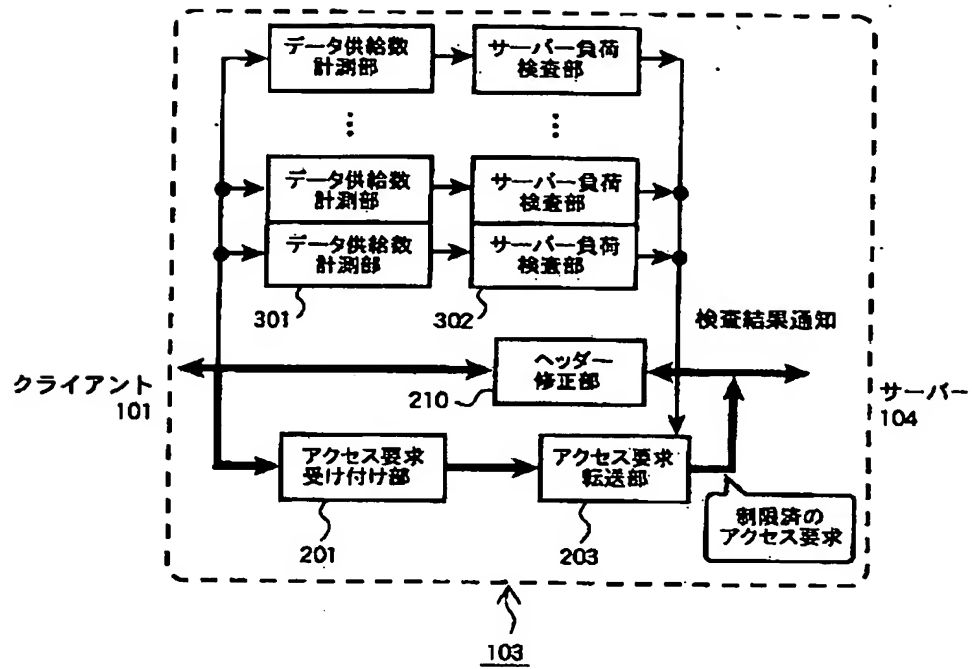 データ供給数
計測部
サーバー負荷
検査部
データ供給数
計測部
サーバー負荷
検査部
データ供給数
計測部
サーバー負荷
検査部
301
302
検査結果通知
ヘッダー
修正部
210
クライアント
101
サーバー
104
アクセス要求
受け付け部
アクセス要求
転送部
201
203
制限済の
アクセス要求
103